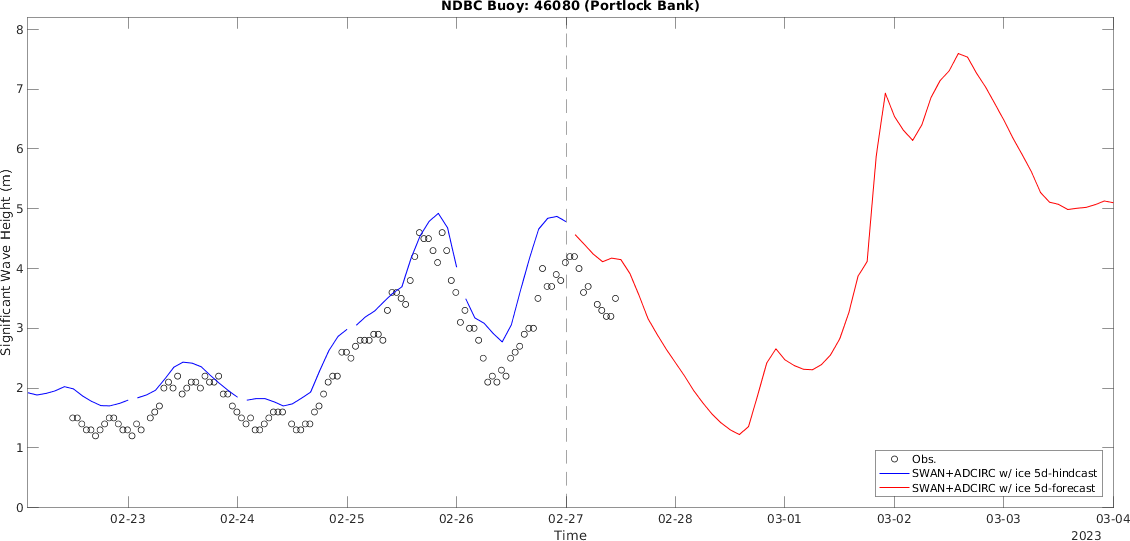 NDBC Buoy: 46080 (Portlock Bank)
Significant Wave Height (m)
8
7
6
5
4
3
2
1
0
Obs.
SWAN+ADCIRC w/ ice 5d-hindcast
SWAN+ADCIRC w/ ice 5d-forecast
02-23 02-24 02-25 02-26 02-27 02-28 03-01 03-02 03-03 03-04
Time
2023